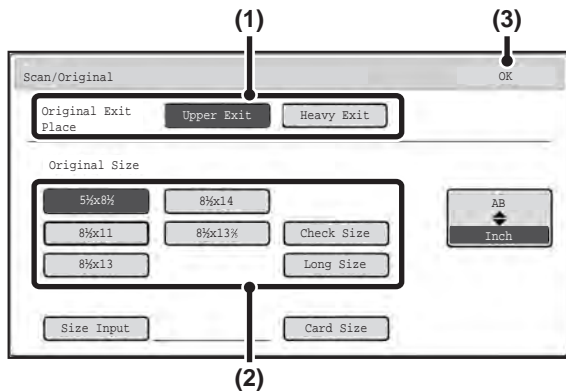 (1) (3)
Scan/Original OK
Original Exit
Place Upper Exit Heavy Exit
Original Size
5½x8½ 8½x14 AB
8½x11 8½x13⅖ Check Size Inch
8½x13 Long Size
Size Input Card Size
(2)